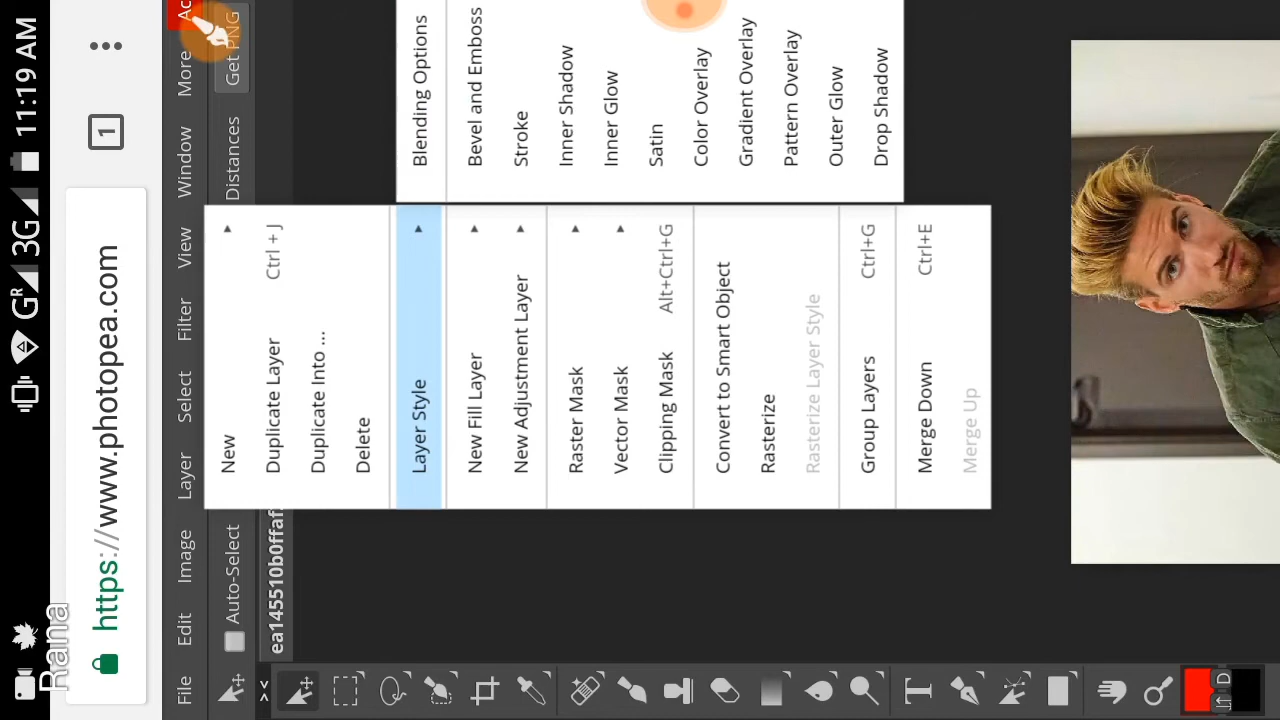 11:19 AM
3G
GR
Rana
https://www.photopea.com
1
File Edit Image Layer Select Filter View Window More Ac
Auto-Select
Distances
Get PNG
ea145510b0ffaf
New
Duplicate Layer Ctrl + J
Duplicate Into ...
Delete
Layer Style
New Fill Layer
New Adjustment Layer
Raster Mask
Vector Mask
Clipping Mask Alt+Ctrl+G
Convert to Smart Object
Rasterize
Rasterize Layer Style
Group Layers Ctrl+G
Merge Down Ctrl+E
Merge Up
Blending Options
Bevel and Emboss
Stroke
Inner Shadow
Inner Glow
Satin
Color Overlay
Gradient Overlay
Pattern Overlay
Outer Glow
Drop Shadow
D